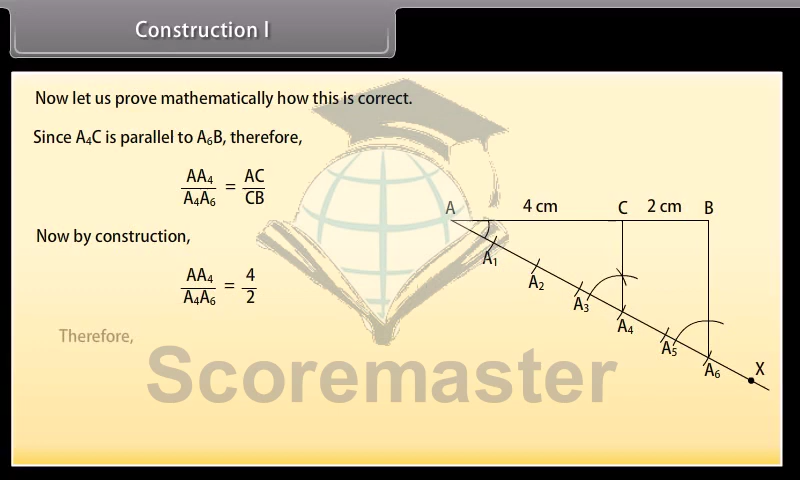 Construction I
Now let us prove mathematically how this is correct.
Since A₄C is parallel to A₆B, therefore,
AA₄/A₄A₆ = AC/CB
Now by construction,
AA₄/A₄A₆ = 4/2
Therefore,
A 4 cm C 2 cm B
A₁
A₂
A₃
A₄
A₅
A₆
X
Scoremaster